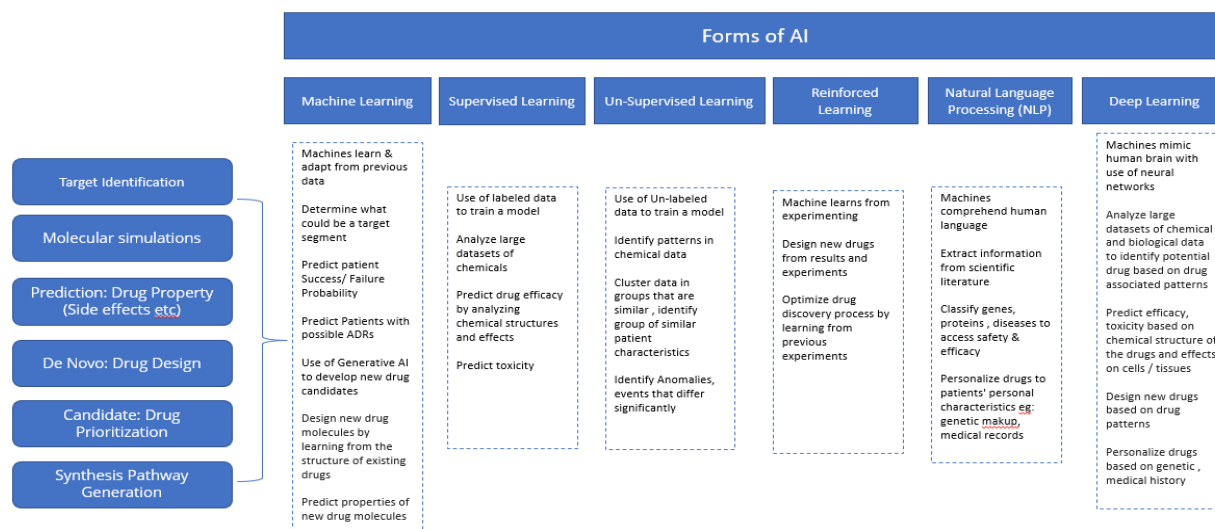 Forms of AI
Machine Learning
Supervised Learning
Un-Supervised Learning
Reinforced
Learning
Natural Language
Processing (NLP)
Deep Learning
Target Identification
Molecular simulations
Prediction: Drug Property
(Side effects etc)
De Novo: Drug Design
Candidate: Drug
Prioritization
Synthesis Pathway
Generation
Machines learn &
adapt from previous
data
Determine what
could be a target
segment
Predict patient
Success/ Failure
Probability
Predict Patients with
possible ADRs
Use of Generative AI
to develop new drug
candidates
Design new drug
molecules by
learning from the
structure of existing
drugs
Predict properties of
new drug molecules
Use of labeled data
to train a model
Analyze large
datasets of
chemicals
Predict drug efficacy
by analyzing
chemical structures
and effects
Predict toxicity
Use of Un-labeled
data to train a model
Identify patterns in
chemical data
Cluster data in
groups that are
similar , identify
group of similar
patient
characteristics
Identify Anomalies,
events that differ
significantly
Machine learns from
experimenting
Design new drugs
from results and
experiments
Optimize drug
discovery process by
learning from
previous
experiments
Machines
comprehend human
language
Extract information
from scientific
literature
Classify genes,
proteins , diseases to
access safety &
efficacy
Personalize drugs to
patients' personal
characteristics eg:
genetic makup,
medical records
Machines mimic
human brain with
use of neural
networks
Analyze large
datasets of chemical
and biological data
to identify potential
drug based on drug
associated patterns
Predict efficacy,
toxicity based on
chemical structure of
the drugs and effects
on cells / tissues
Design new drugs
based on drug
patterns
Personalize drugs
based on genetic ,
medical history